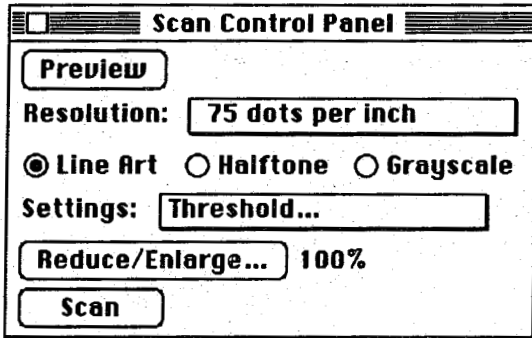 Scan Control Panel
Preview
Resolution: 75 dots per inch
Line Art Halftone Grayscale
Settings: Threshold...
Reduce/Enlarge... 100%
Scan